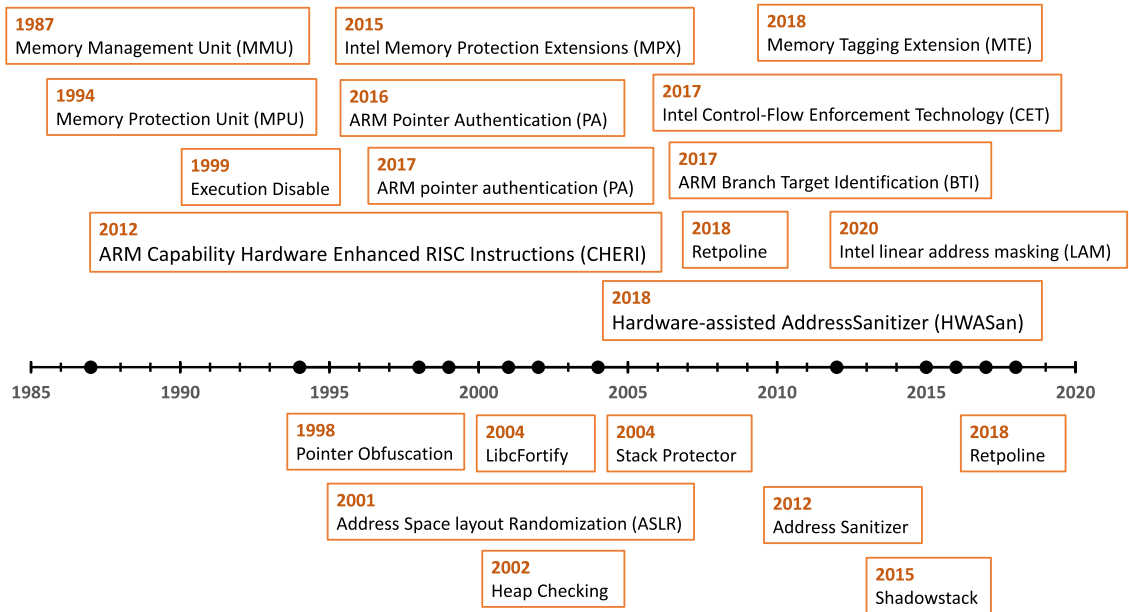 1987
Memory Management Unit (MMU)
2015
Intel Memory Protection Extensions (MPX)
2018
Memory Tagging Extension (MTE)
1994
Memory Protection Unit (MPU)
2016
ARM Pointer Authentication (PA)
2017
Intel Control-Flow Enforcement Technology (CET)
1999
Execution Disable
2017
ARM pointer authentication (PA)
2017
ARM Branch Target Identification (BTI)
2012
ARM Capability Hardware Enhanced RISC Instructions (CHERI)
2018
Retpoline
2020
Intel linear address masking (LAM)
2018
Hardware-assisted AddressSanitizer (HWASan)
1985 1990 1995 2000 2005 2010 2015 2020
1998
Pointer Obfuscation
2004
LibcFortify
2004
Stack Protector
2018
Retpoline
2001
Address Space layout Randomization (ASLR)
2012
Address Sanitizer
2002
Heap Checking
2015
Shadowstack